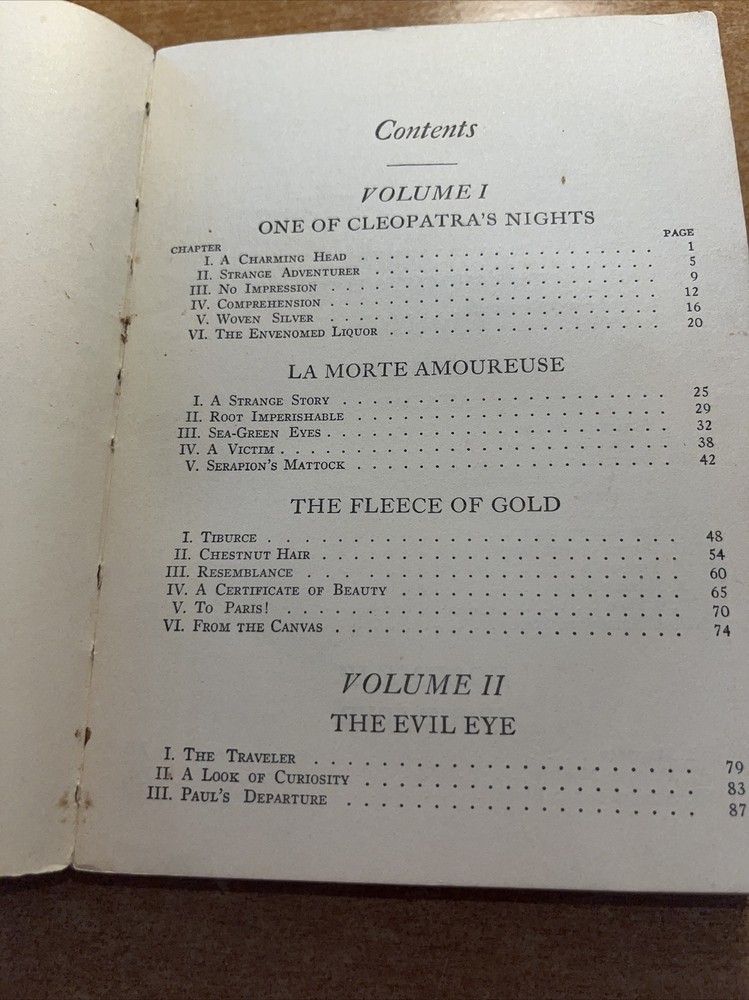 Contents
VOLUME I
ONE OF CLEOPATRA'S NIGHTS
CHAPTER PAGE
I. A CHARMING HEAD . . . . . . . . . . . . . . . . . . . . 1
II. STRANGE ADVENTURER . . . . . . . . . . . . . . . . . . . 5
III. NO IMPRESSION . . . . . . . . . . . . . . . . . . . . . 9
IV. COMPREHENSION . . . . . . . . . . . . . . . . . . . . . 12
V. WOVEN SILVER . . . . . . . . . . . . . . . . . . . . . 16
VI. THE ENVENOMED LIQUOR . . . . . . . . . . . . . . . . . . 20
LA MORTE AMOUREUSE
I. A STRANGE STORY . . . . . . . . . . . . . . . . . . . . 25
II. ROOT IMPERISHABLE . . . . . . . . . . . . . . . . . . . 29
III. SEA-GREEN EYES . . . . . . . . . . . . . . . . . . . . . 32
IV. A VICTIM . . . . . . . . . . . . . . . . . . . . . . . 38
V. SERAPION'S MATTOCK . . . . . . . . . . . . . . . . . . . 42
THE FLEECE OF GOLD
I. TIBURCE . . . . . . . . . . . . . . . . . . . . . . . 48
II. CHESTNUT HAIR . . . . . . . . . . . . . . . . . . . . . 54
III. RESEMBLANCE . . . . . . . . . . . . . . . . . . . . . 60
IV. A CERTIFICATE OF BEAUTY . . . . . . . . . . . . . . . . . 65
V. TO PARIS! . . . . . . . . . . . . . . . . . . . . . . 70
VI. FROM THE CANVAS . . . . . . . . . . . . . . . . . . . . 74
VOLUME II
THE EVIL EYE
I. THE TRAVELER . . . . . . . . . . . . . . . . . . . . 79
II. A LOOK OF CURIOSITY . . . . . . . . . . . . . . . . . . 83
III. PAUL'S DEPARTURE . . . . . . . . . . . . . . . . . . . 87